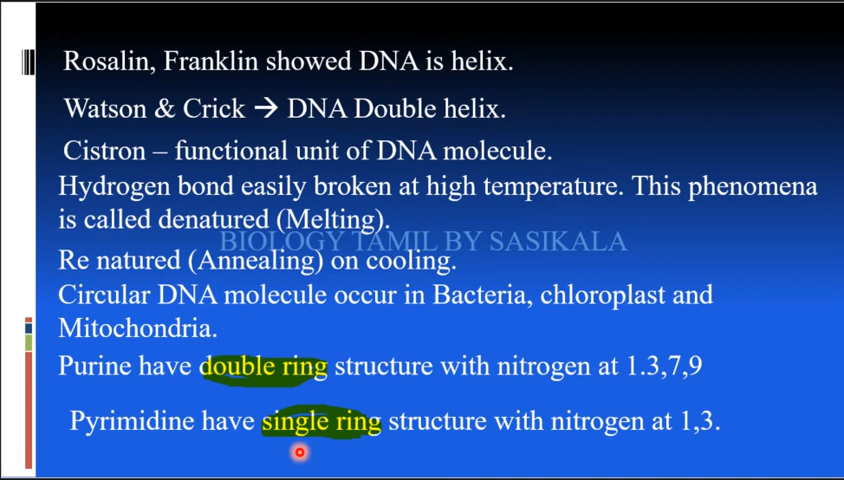 Rosalin, Franklin showed DNA is helix.
Watson & Crick → DNA Double helix.
Cistron – functional unit of DNA molecule.
Hydrogen bond easily broken at high temperature. This phenomena
is called denatured (Melting).
BIOLOGY TAMIL BY SASIKALA
Re natured (Annealing) on cooling.
Circular DNA molecule occur in Bacteria, chloroplast and
Mitochondria.
Purine have double ring structure with nitrogen at 1.3,7,9
Pyrimidine have single ring structure with nitrogen at 1,3.